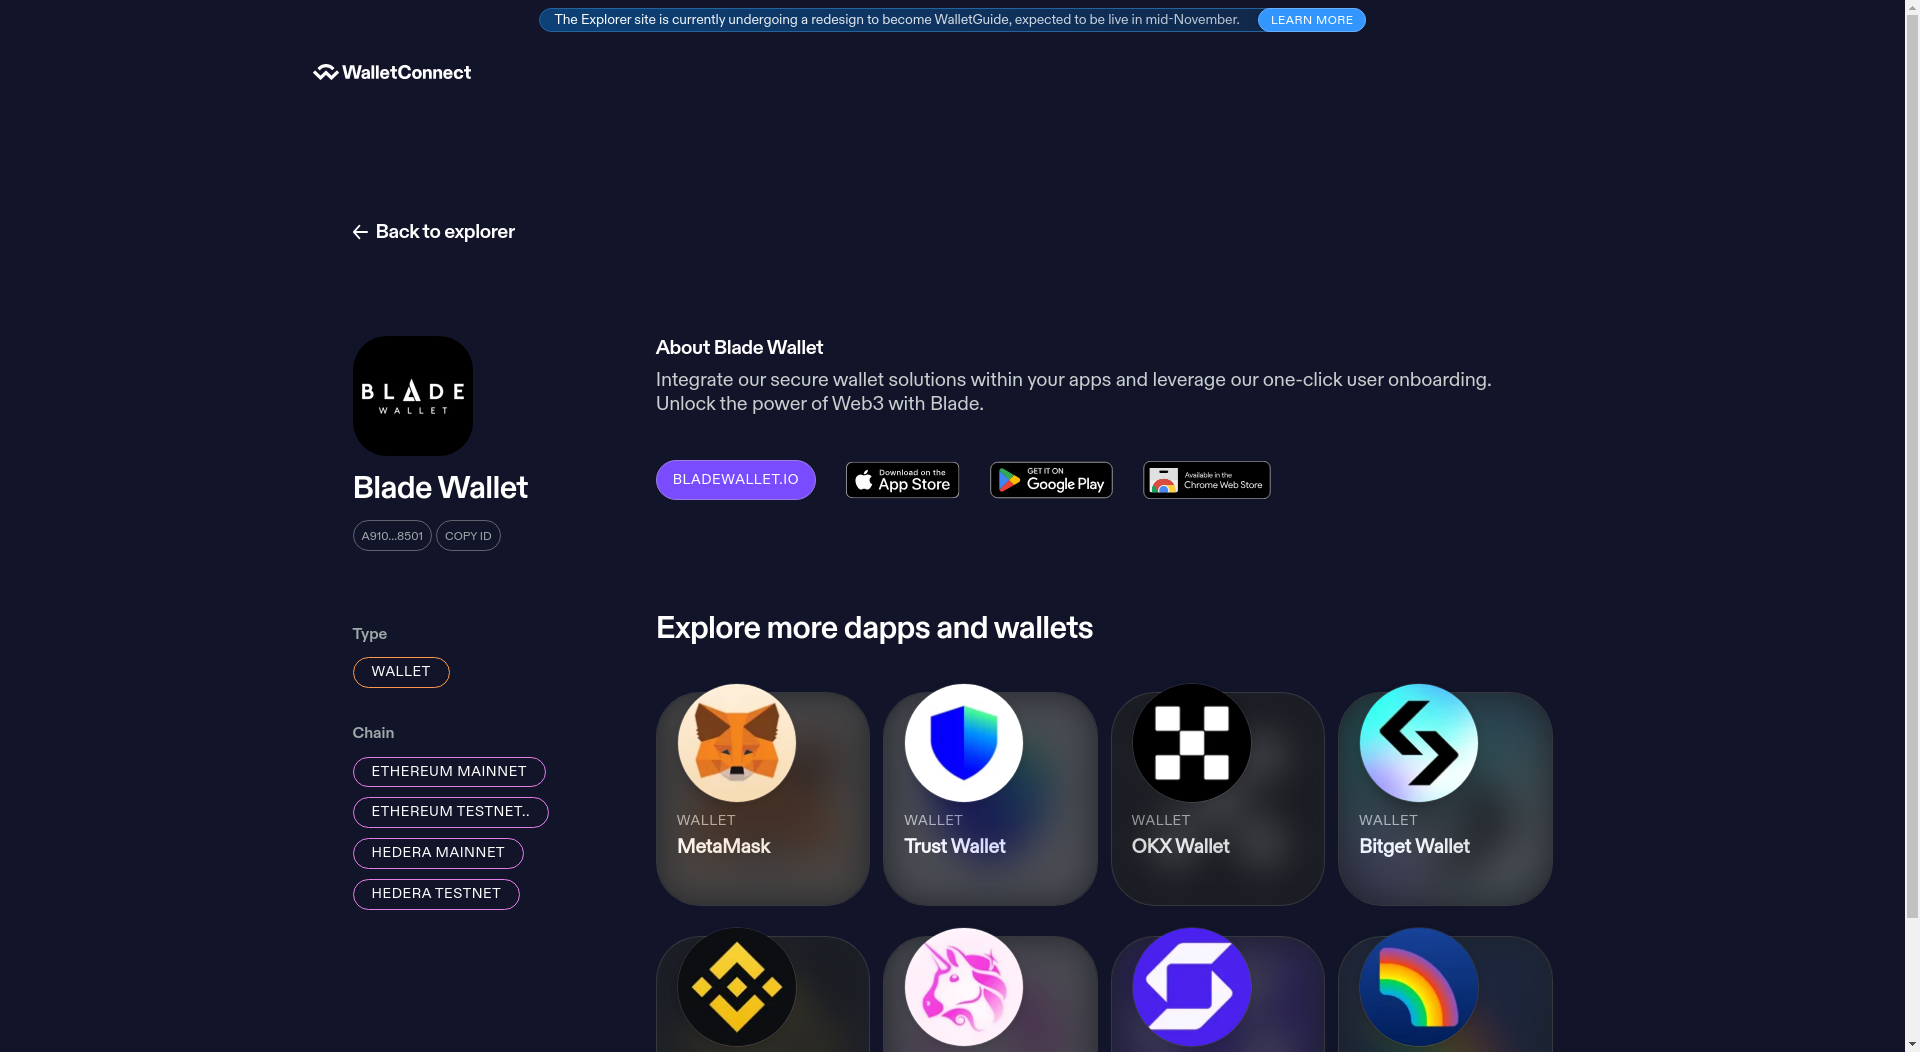 The Explorer site is currently undergoing a redesign to become WalletGuide, expected to be live in mid-November.
LEARN MORE
WalletConnect
Back to explorer
BLADE
WALLET
Blade Wallet
A910...8501
COPY ID
About Blade Wallet
Integrate our secure wallet solutions within your apps and leverage our one-click user onboarding.
Unlock the power of Web3 with Blade.
BLADEWALLET.IO
Download on the
App Store
GET IT ON
Google Play
Available in the
Chrome Web Store
Type
WALLET
Chain
ETHEREUM MAINNET
ETHEREUM TESTNET..
HEDERA MAINNET
HEDERA TESTNET
Explore more dapps and wallets
WALLET
MetaMask
WALLET
Trust Wallet
WALLET
OKX Wallet
WALLET
Bitget Wallet